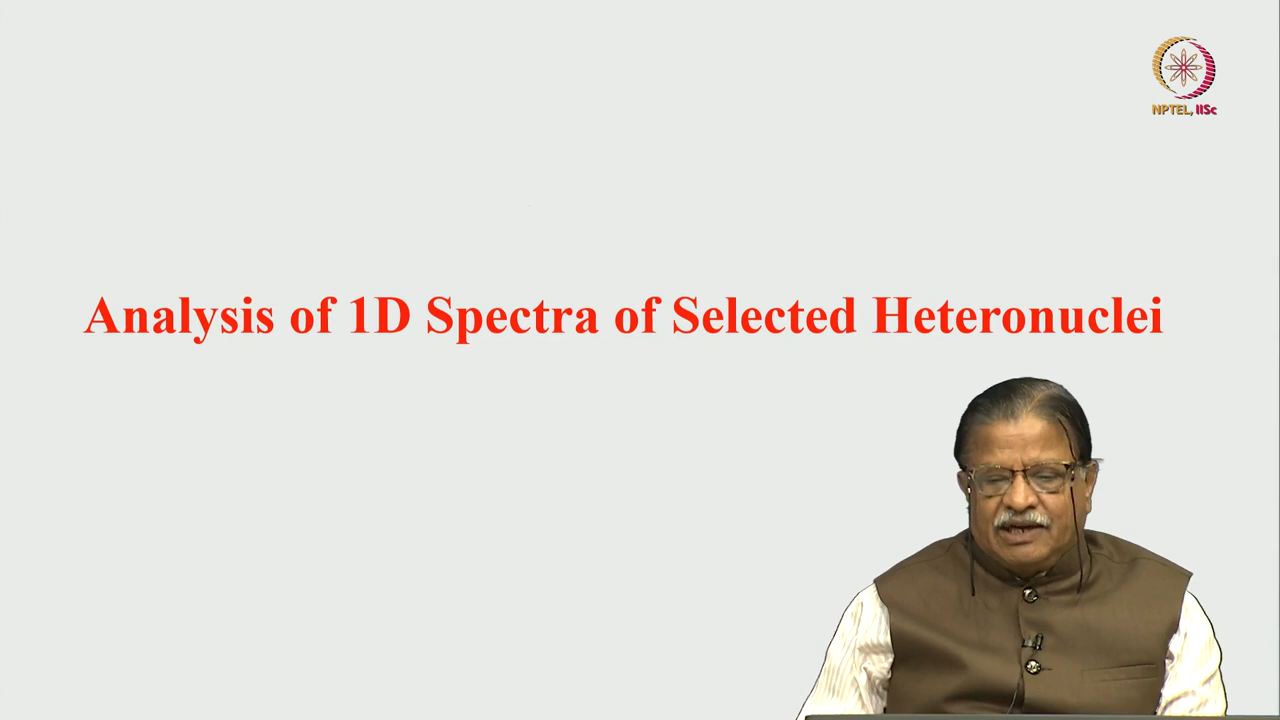 NPTEL, IISc
Analysis of 1D Spectra of Selected Heteronuclei